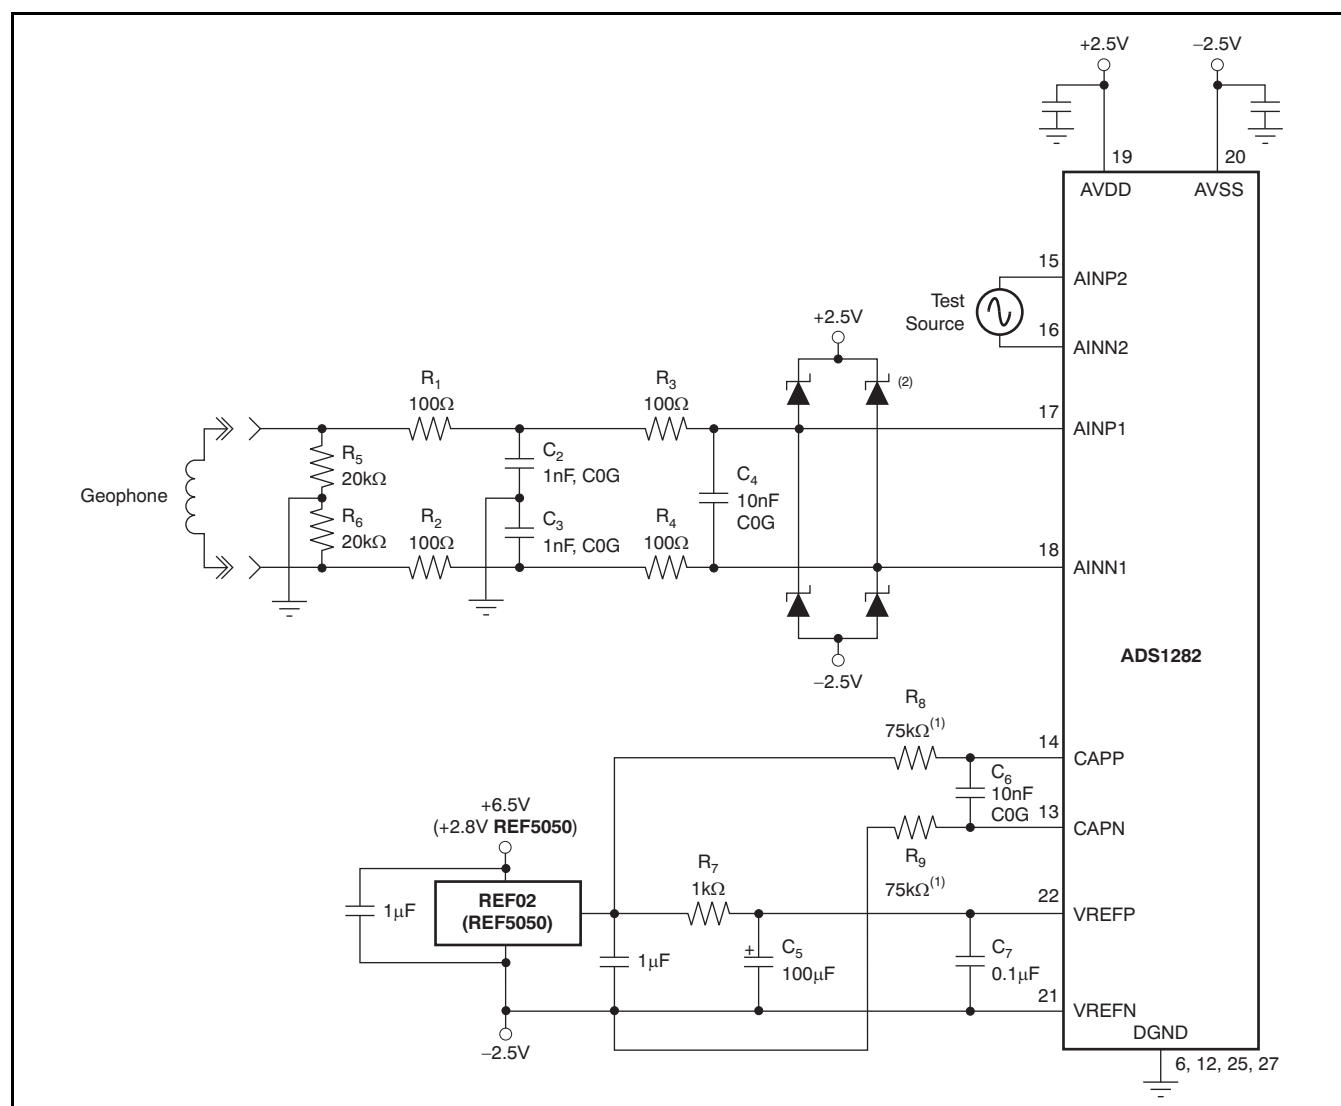 +2.5V
−2.5V
19
20
AVDD
AVSS
15
AINP2
Test
Source
16
AINN2
+2.5V
(2)
R1
100Ω
R3
100Ω
17
AINP1
R5
20kΩ
C2
1nF, C0G
C4
10nF
C0G
Geophone
R6
20kΩ
R2
100Ω
C3
1nF, C0G
R4
100Ω
18
AINN1
−2.5V
ADS1282
R8
75kΩ(1)
14
CAPP
C6
10nF
C0G
13
CAPN
R9
75kΩ(1)
+6.5V
(+2.8V REF5050)
1μF
REF02
(REF5050)
R7
1kΩ
22
VREFP
1μF
+
C5
100μF
C7
0.1μF
21
VREFN
−2.5V
DGND
6, 12, 25, 27